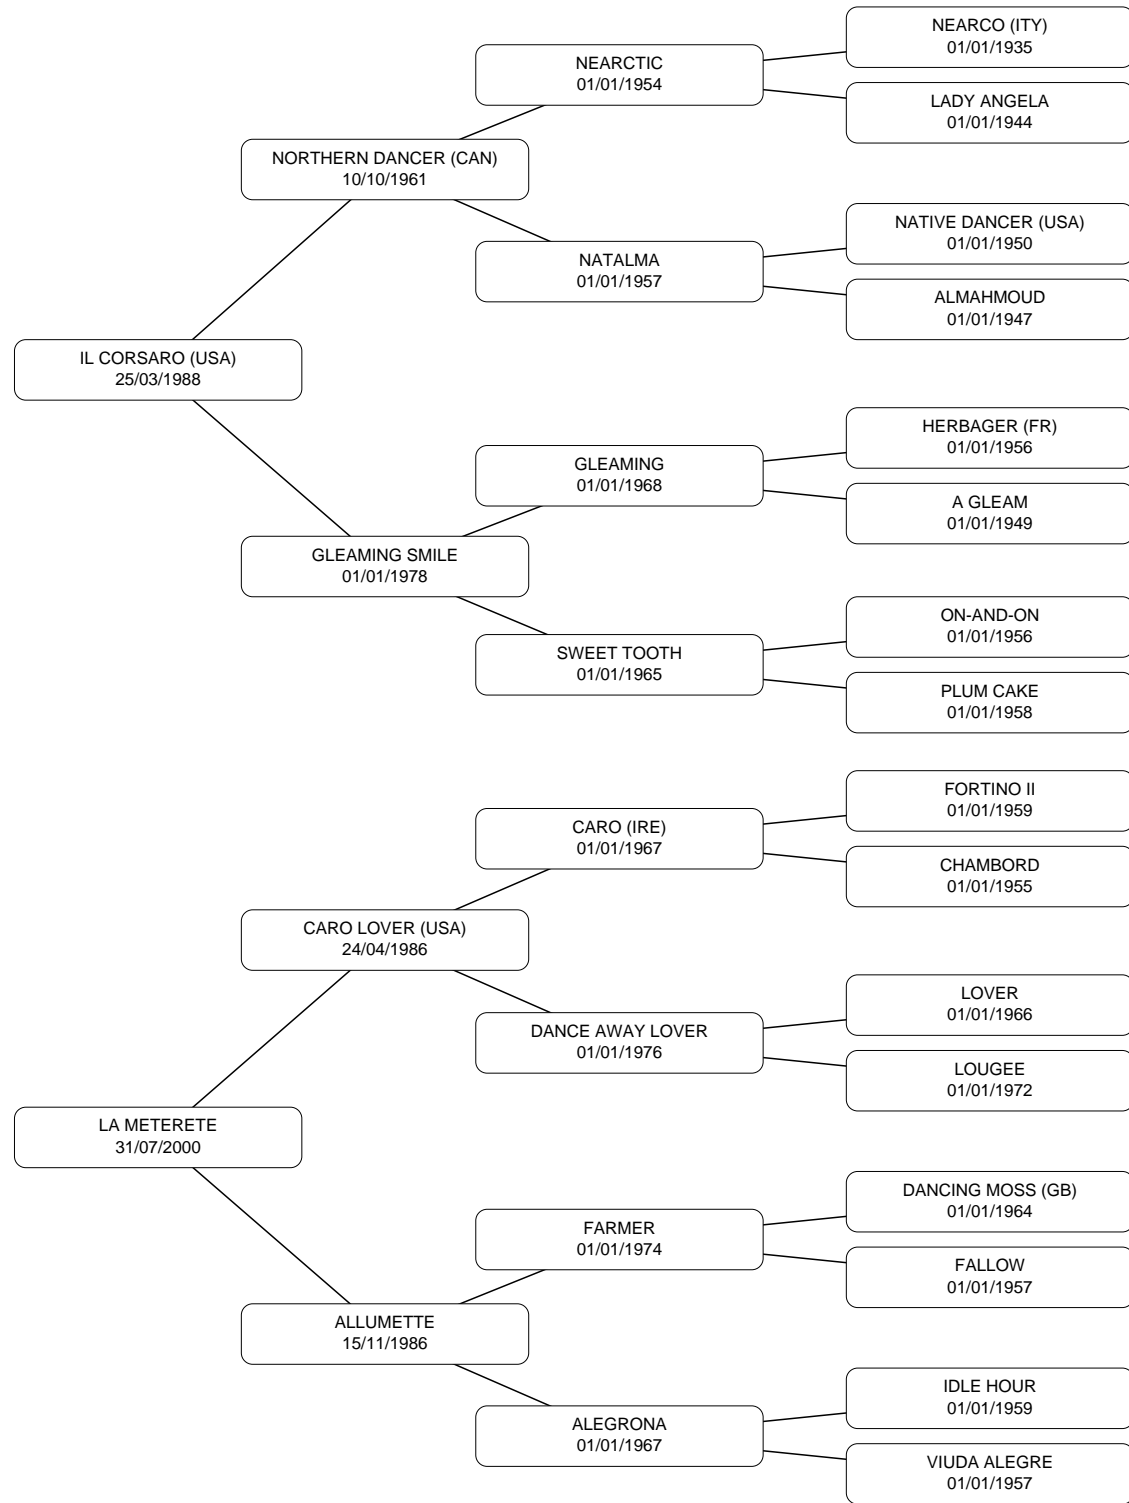 NEARCO (ITY)
01/01/1935
NEARCTIC
01/01/1954
LADY ANGELA
01/01/1944
NORTHERN DANCER (CAN)
10/10/1961
NATIVE DANCER (USA)
01/01/1950
NATALMA
01/01/1957
ALMAHMOUD
01/01/1947
IL CORSARO (USA)
25/03/1988
HERBAGER (FR)
01/01/1956
GLEAMING
01/01/1968
A GLEAM
01/01/1949
GLEAMING SMILE
01/01/1978
ON-AND-ON
01/01/1956
SWEET TOOTH
01/01/1965
PLUM CAKE
01/01/1958
FORTINO II
01/01/1959
CARO (IRE)
01/01/1967
CHAMBORD
01/01/1955
CARO LOVER (USA)
24/04/1986
LOVER
01/01/1966
DANCE AWAY LOVER
01/01/1976
LOUGEE
01/01/1972
LA METERETE
31/07/2000
DANCING MOSS (GB)
01/01/1964
FARMER
01/01/1974
FALLOW
01/01/1957
ALLUMETTE
15/11/1986
IDLE HOUR
01/01/1959
ALEGRONA
01/01/1967
VIUDA ALEGRE
01/01/1957